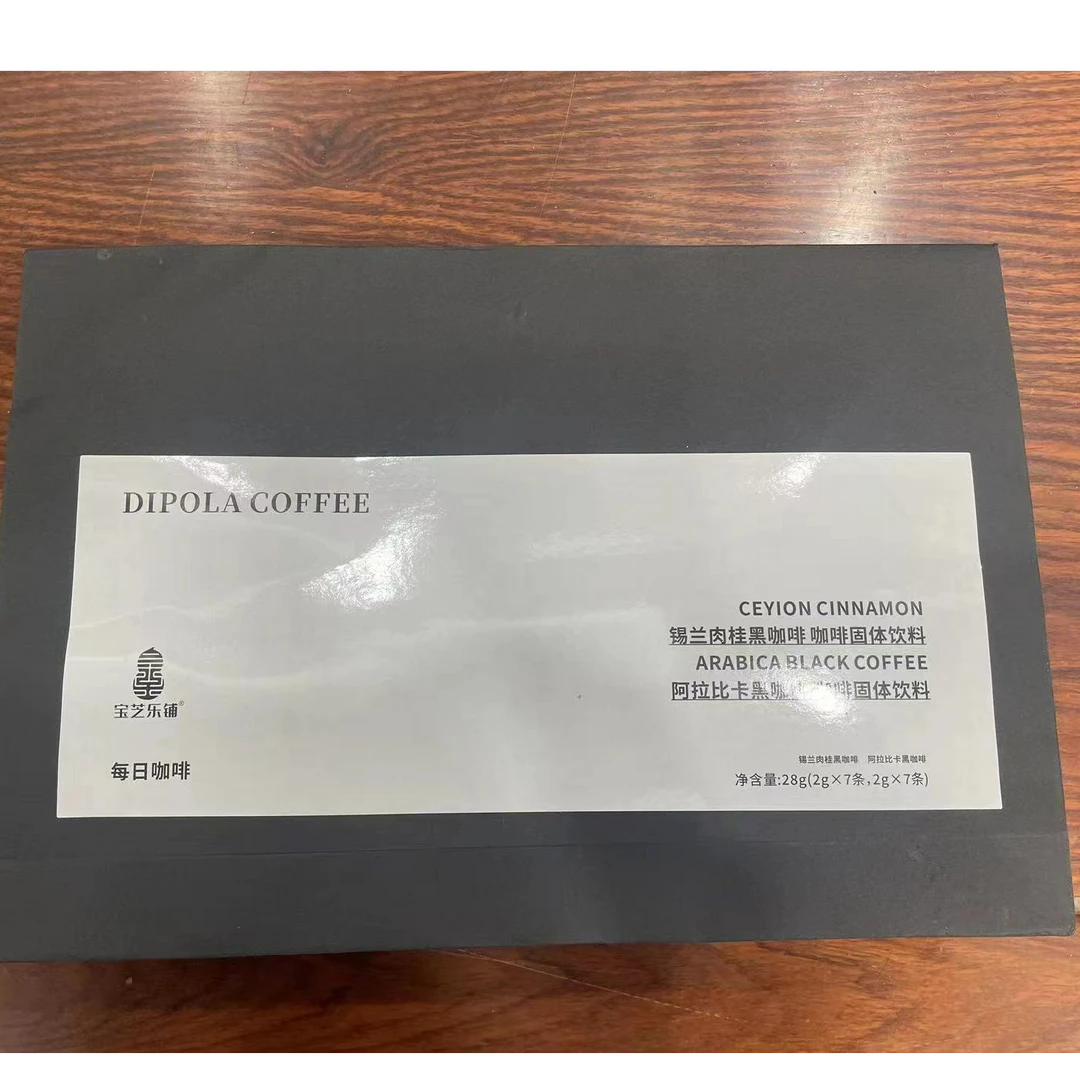 DIPOLA COFFEE
CEYION CINNAMON
锡兰肉桂黑咖啡 咖啡固体饮料
ARABICA BLACK COFFEE
阿拉比卡黑咖啡 咖啡固体饮料
宝芝乐铺®
每日咖啡
锡兰肉桂黑咖啡 阿拉比卡黑咖啡
净含量:28g(2g×7条,2g×7条)